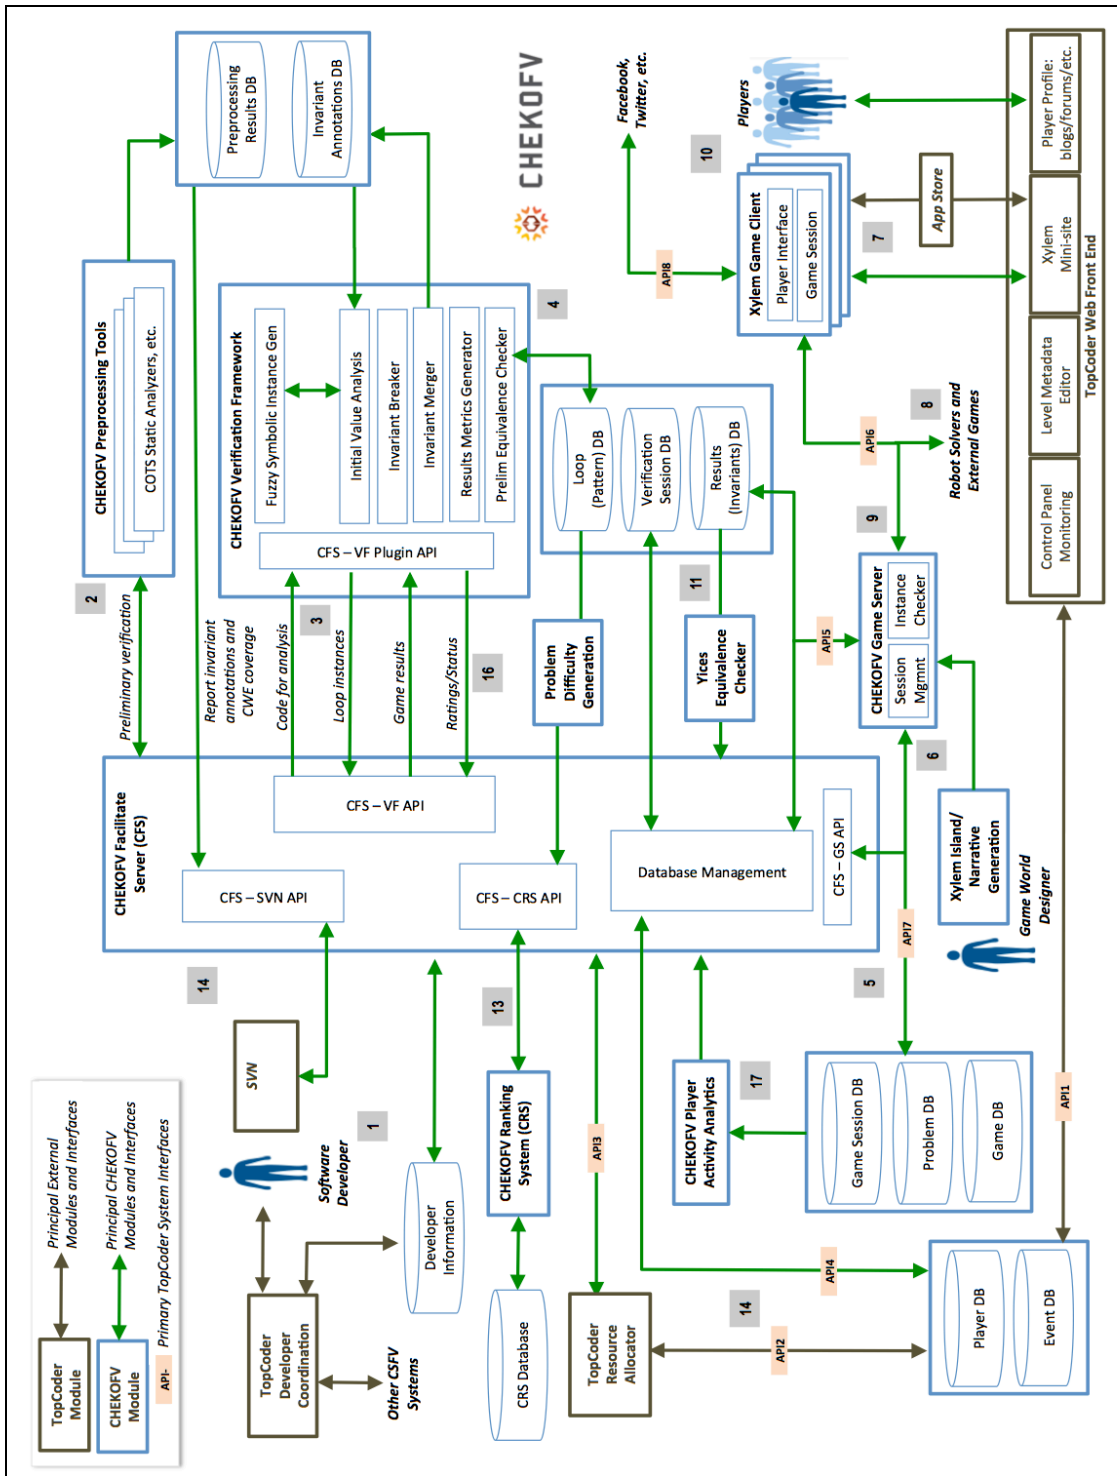 TopCoder
Module
Principal External
Modules and Interfaces
CHEKOFV
Module
Principal CHEKOFV
Modules and Interfaces
API-
Primary TopCoder System Interfaces
SVN
14
CHEKOFV Facilitate
Server (CFS)
CFS – SVN API
CFS – VF API
CFS – CRS API
Database Management
CFS – GS API
Preliminary verification
2
CHEKOFV Preprocessing Tools
COTS Static Analyzers, etc.
Preprocessing
Results DB
Invariant
Annotations DB
CHEKOFV
Report invariant
annotations and
CWE coverage
Code for analysis
3
Loop instances
Game results
Ratings/Status
16
CHEKOFV Verification Framework
CFS – VF Plugin API
Fuzzy Symbolic Instance Gen
Initial Value Analysis
Invariant Breaker
Invariant Merger
Results Metrics Generator
Prelim Equivalence Checker
4
TopCoder
Developer
Coordination
Software
Developer
1
Other CSFV
Systems
Developer
Information
CHEKOFV Ranking
System (CRS)
13
CRS Database
Problem
Difficulty
Generation
Loop
(Pattern) DB
Verification
Session DB
Results
(Invariants) DB
11
Yices
Equivalence
Checker
TopCoder
Resource
Allocator
API3
API4
API2
14
CHEKOFV Player
Activity Analytics
17
Game Session DB
Problem DB
Game DB
5
API7
6
API5
CHEKOFV Game Server
Session
Mgmnt
Instance
Checker
9
API6
8
Robot Solvers and
External Games
Xylem Island/
Narrative
Generation
Game World
Designer
Facebook,
Twitter, etc.
API8
10
Xylem Game Client
Player Interface
Game Session
7
Players
App Store
Player DB
Event DB
API1
Control Panel
Monitoring
Level Metadata
Editor
Xylem
Mini-site
Player Profile:
blogs/forums/etc.
TopCoder Web Front End